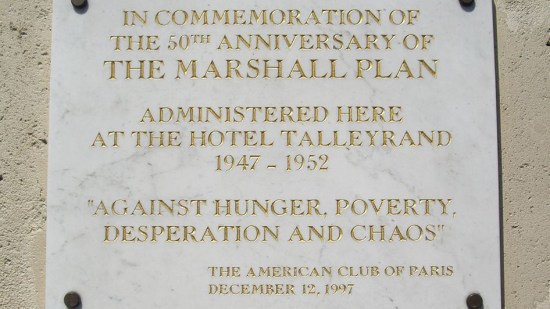 IN COMMEMORATION OF
THE 50TH ANNIVERSARY OF
THE MARSHALL PLAN
ADMINISTERED HERE
AT THE HOTEL TALLEYRAND
1947 - 1952
"AGAINST HUNGER, POVERTY,
DESPERATION AND CHAOS"
THE AMERICAN CLUB OF PARIS
DECEMBER 12, 1997